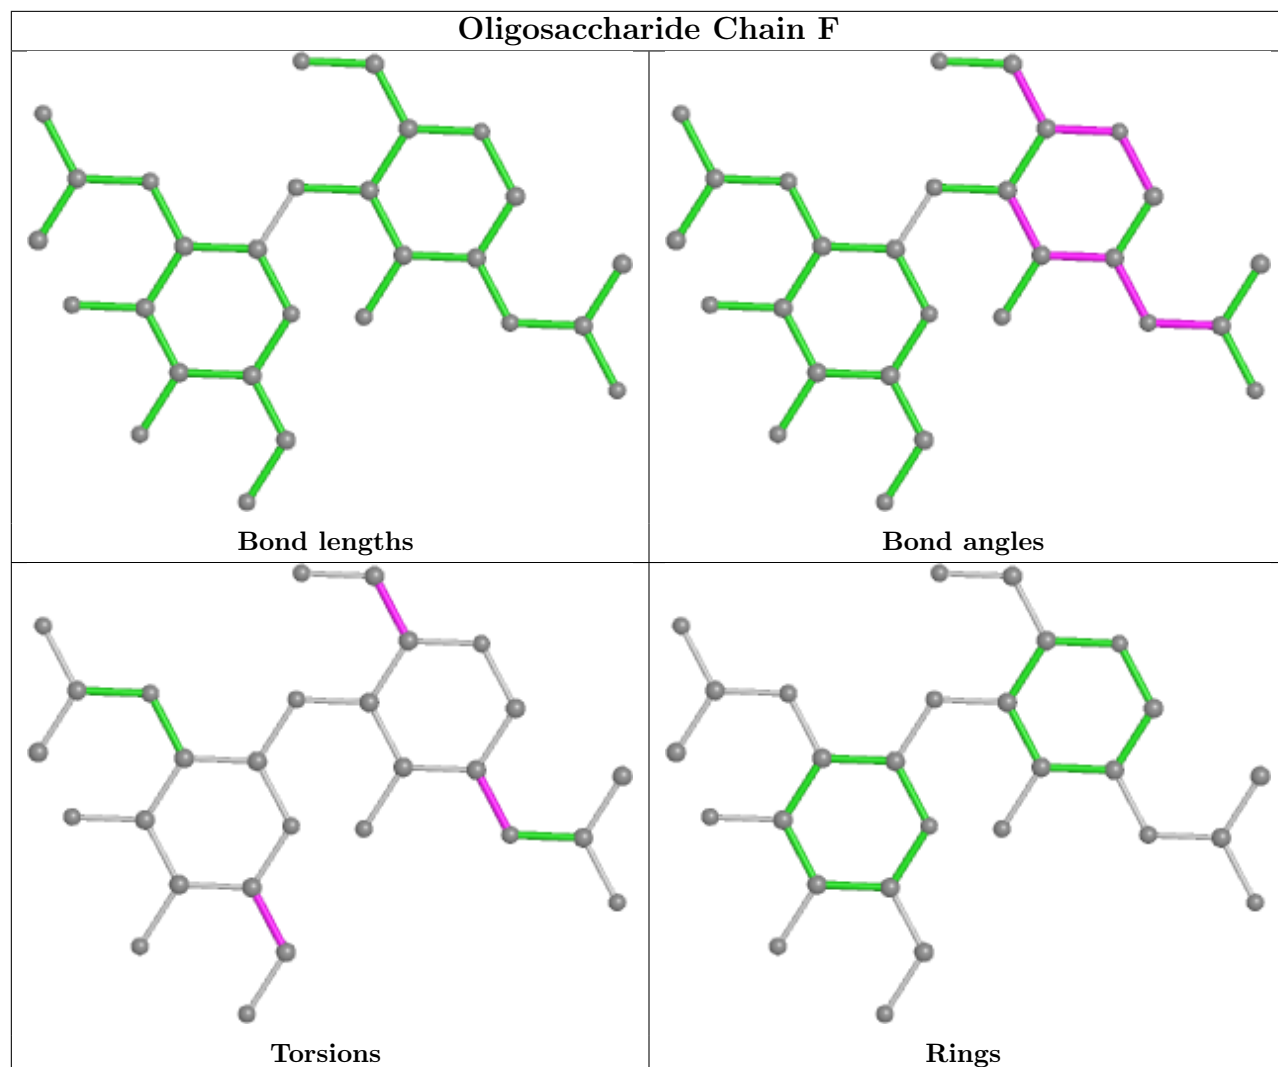 Oligosaccharide Chain F
Bond lengths
Bond angles
Torsions
Rings